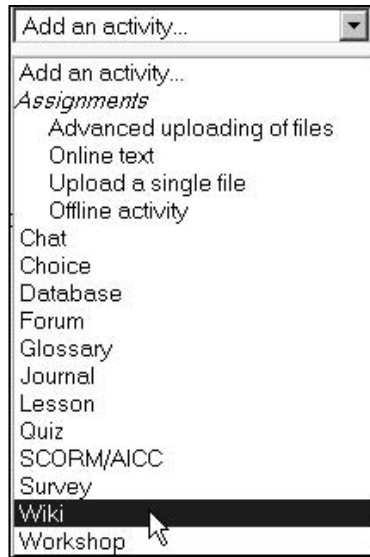 Add an activity...
Add an activity...
Assignments
Advanced uploading of files
Online text
Upload a single file
Offline activity
Chat
Choice
Database
Forum
Glossary
Journal
Lesson
Quiz
SCORM/AICC
Survey
Wiki
Workshop